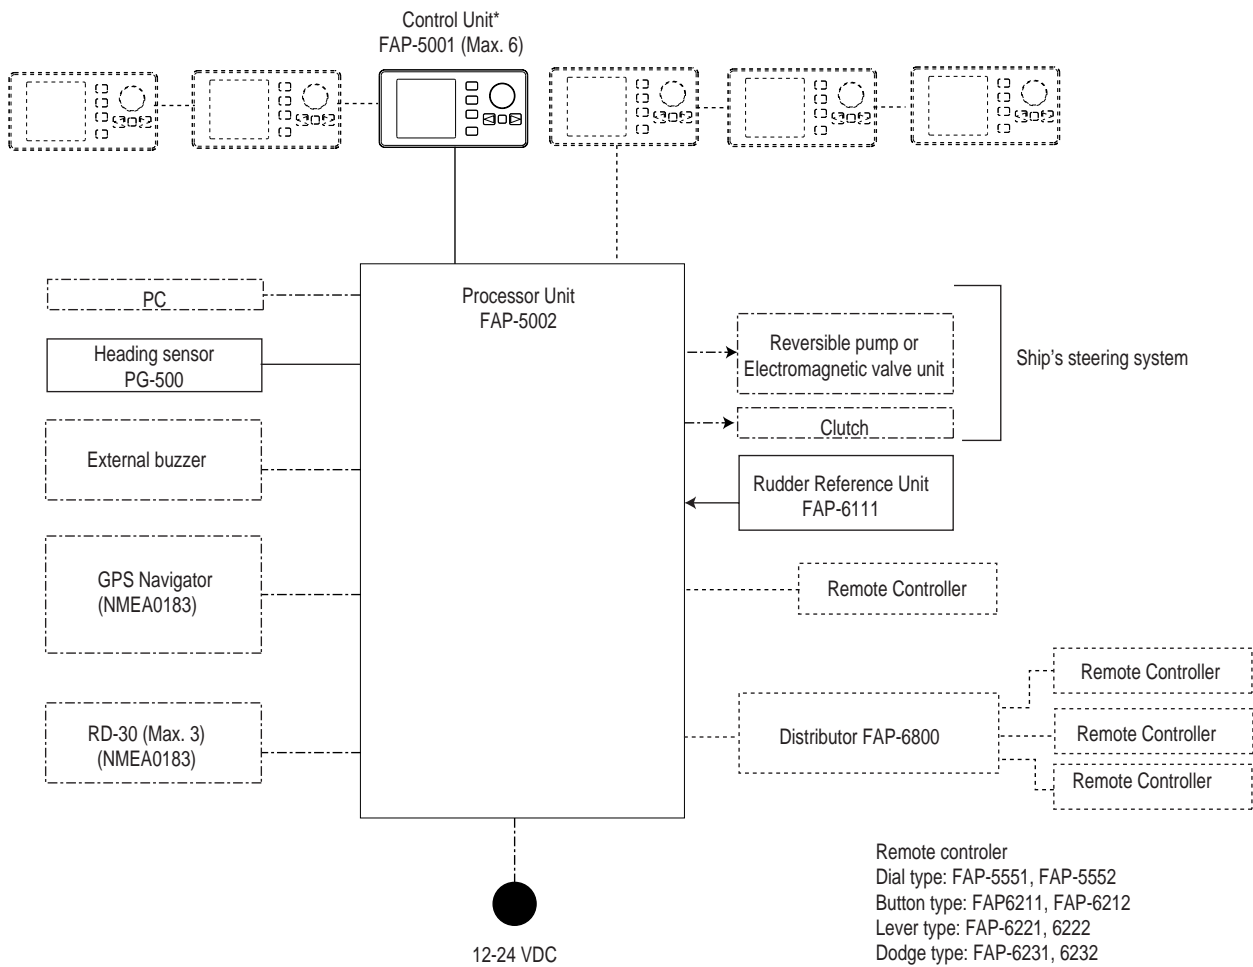 Control Unit*
FAP-5001 (Max. 6)
PC
Processor Unit
FAP-5002
Heading sensor
PG-500
Reversible pump or
Electromagnetic valve unit
Ship's steering system
Clutch
External buzzer
Rudder Reference Unit
FAP-6111
GPS Navigator
(NMEA0183)
Remote Controller
Remote Controller
RD-30 (Max. 3)
(NMEA0183)
Distributor FAP-6800
Remote Controller
Remote Controller
12-24 VDC
Remote controler
Dial type: FAP-5551, FAP-5552
Button type: FAP6211, FAP-6212
Lever type: FAP-6221, 6222
Dodge type: FAP-6231, 6232